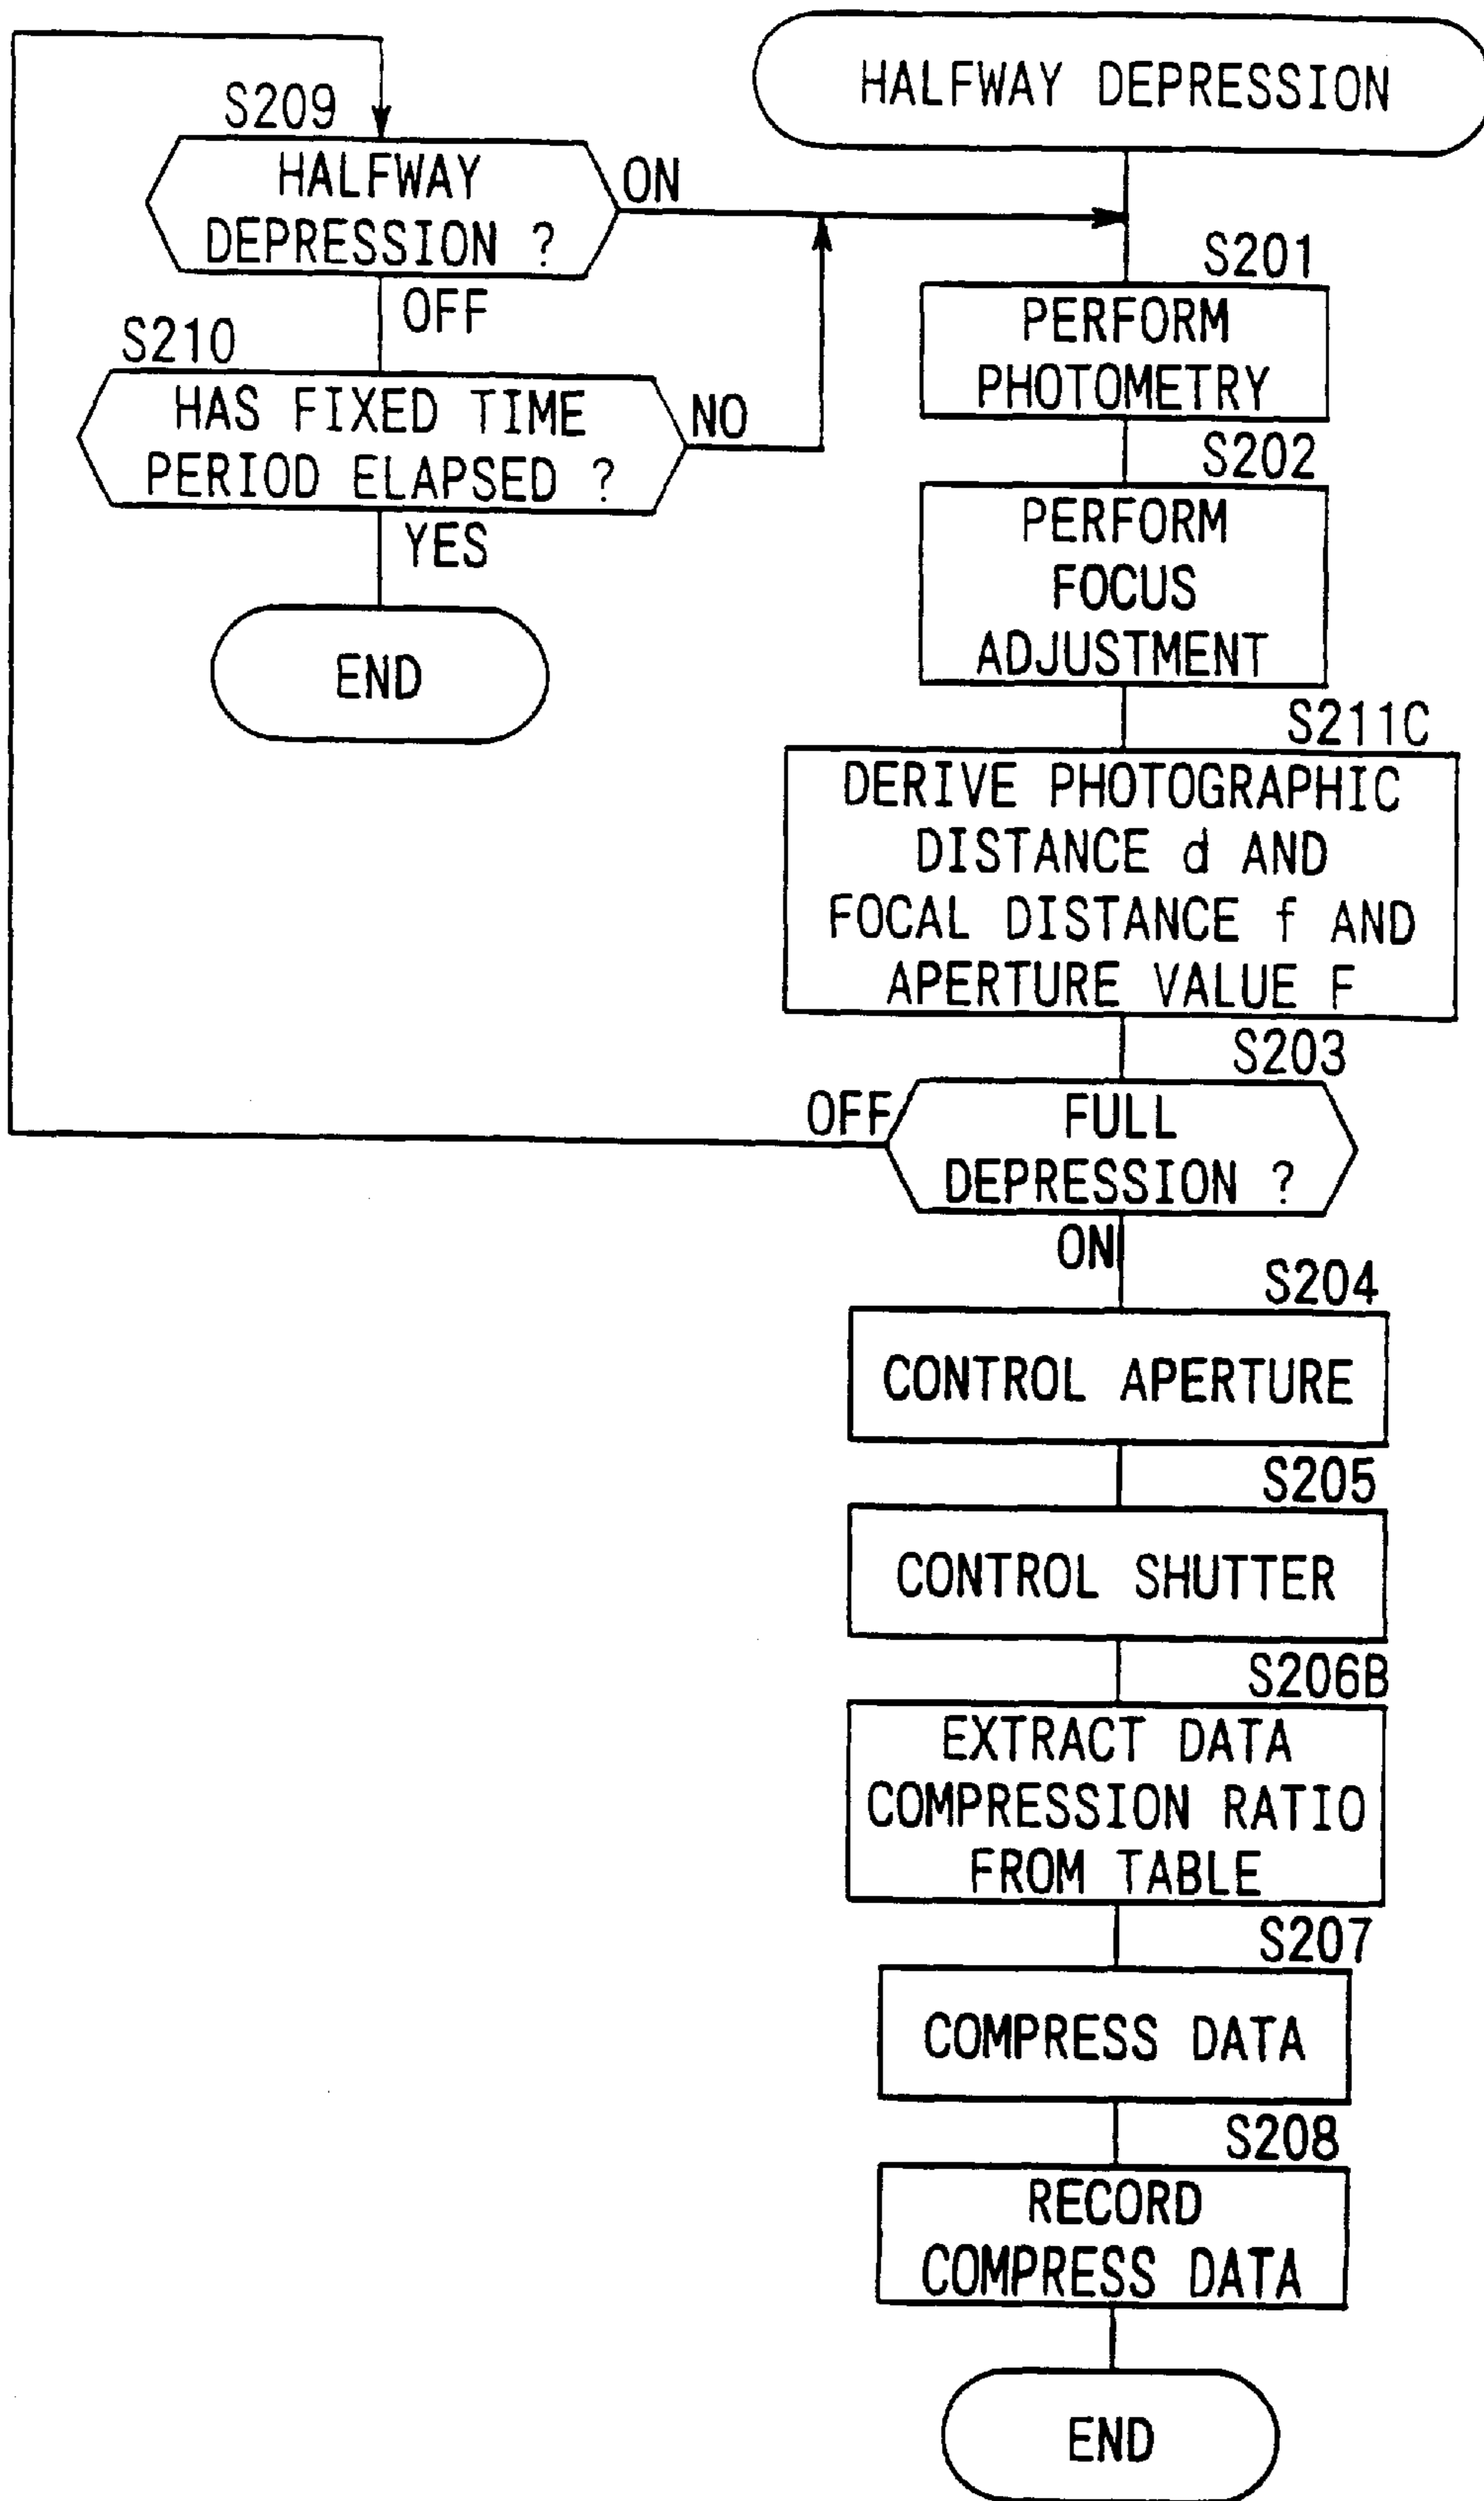 HALFWAY DEPRESSION
S209
HALFWAY
DEPRESSION ?
ON
OFF
S210
HAS FIXED TIME
PERIOD ELAPSED ?
NO
YES
END
S201
PERFORM
PHOTOMETRY
S202
PERFORM
FOCUS
ADJUSTMENT
S211C
DERIVE PHOTOGRAPHIC
DISTANCE d AND
FOCAL DISTANCE f AND
APERTURE VALUE F
S203
OFF
FULL
DEPRESSION ?
ON
S204
CONTROL APERTURE
S205
CONTROL SHUTTER
S206B
EXTRACT DATA
COMPRESSION RATIO
FROM TABLE
S207
COMPRESS DATA
S208
RECORD
COMPRESS DATA
END